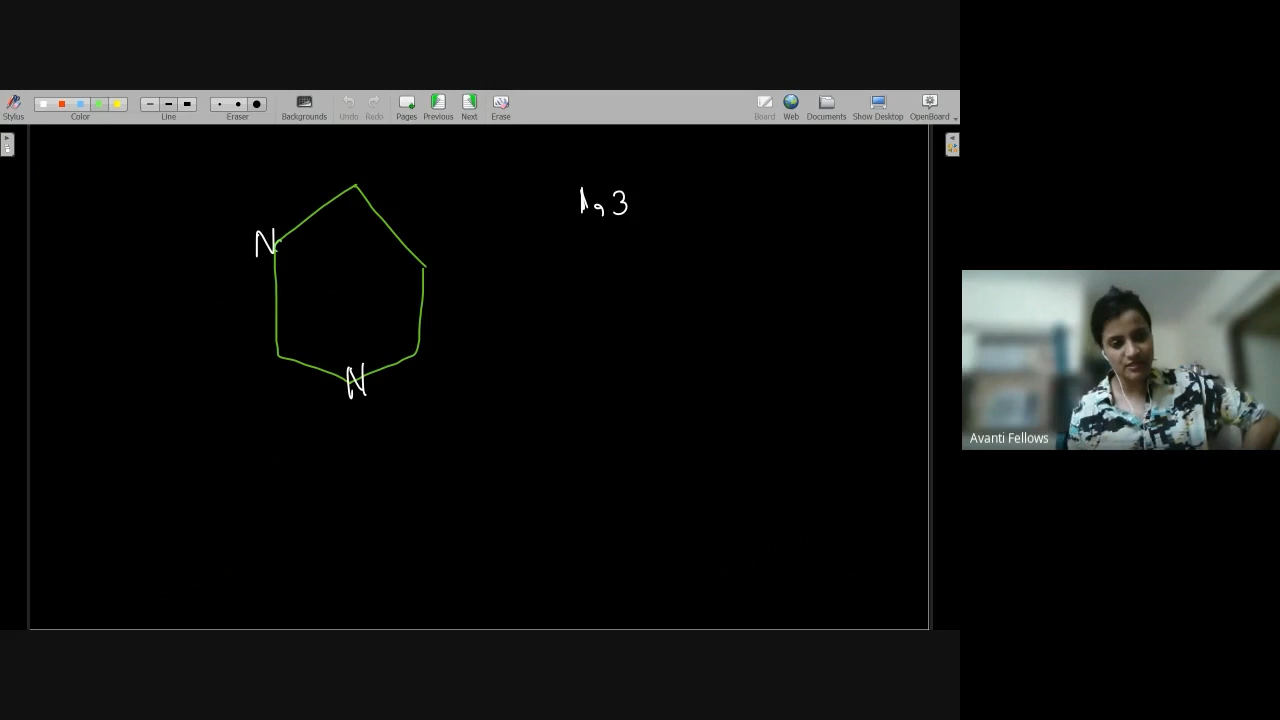 Stylus Color Line Eraser Backgrounds Undo Redo Pages Previous Next Erase Board Web Documents Show Desktop OpenBoard
1,3
N
N
Avanti Fellows